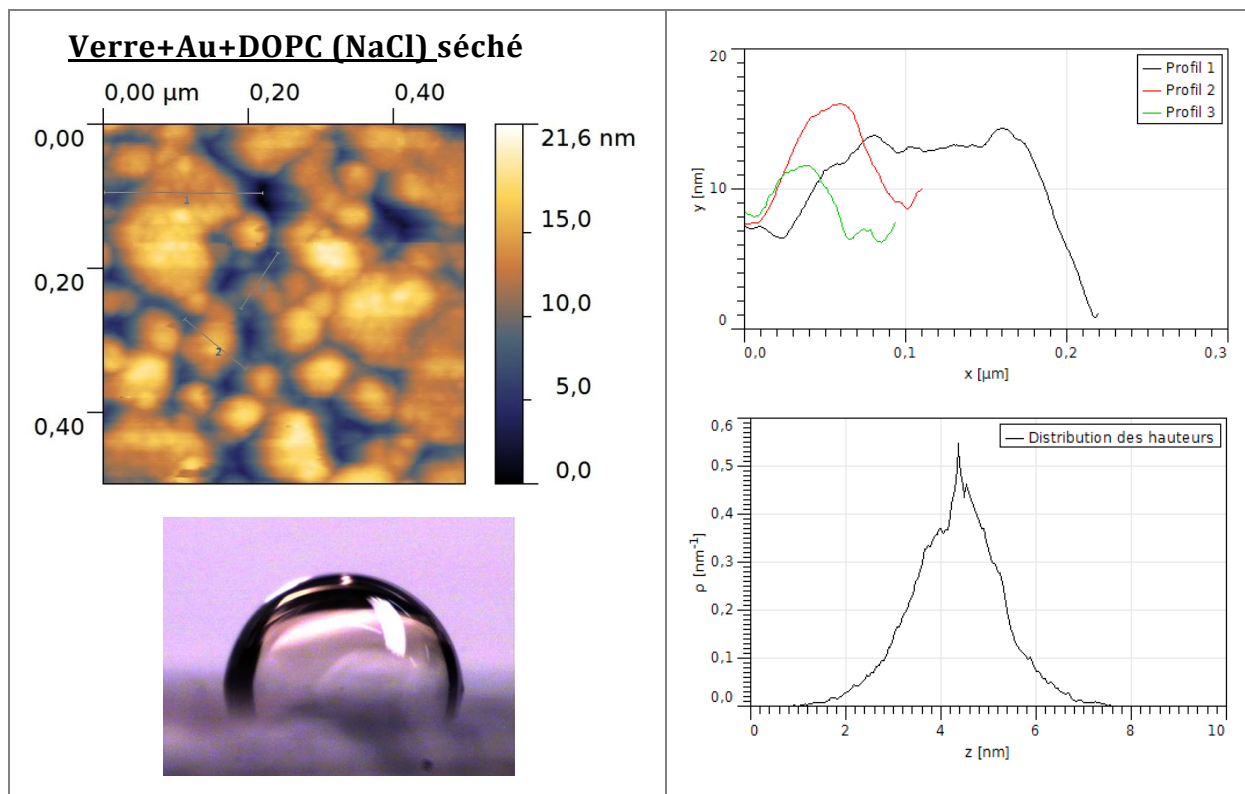 Verre+Au+DOPC (NaCl) séché
0,00 µm 0,20 0,40
0,00
0,20
0,40
21,6 nm
15,0
10,0
5,0
0,0
1
2
20
10
0
y [nm]
Profil 1
Profil 2
Profil 3
0,0 0,1 0,2 0,3
x [µm]
0,6
0,5
0,4
0,3
0,2
0,1
0,0
ρ [nm⁻¹]
Distribution des hauteurs
0 2 4 6 8 10
z [nm]